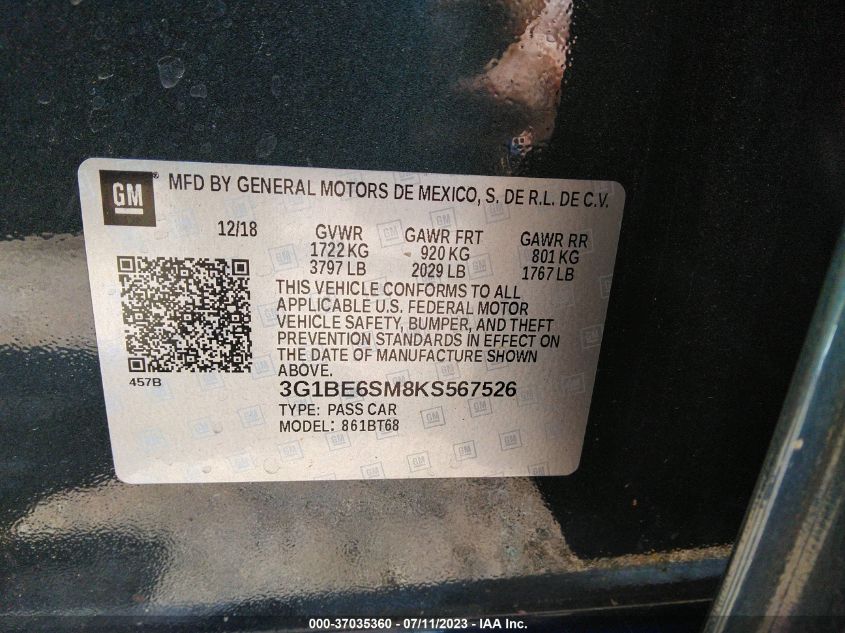 GM ®
MFD BY GENERAL MOTORS DE MEXICO, S. DE R.L. DE C.V.
12/18 GVWR GAWR FRT GAWR RR
1722 KG 920 KG 801 KG
3797 LB 2029 LB 1767 LB
THIS VEHICLE CONFORMS TO ALL
APPLICABLE U.S. FEDERAL MOTOR
VEHICLE SAFETY, BUMPER, AND THEFT
PREVENTION STANDARDS IN EFFECT ON
THE DATE OF MANUFACTURE SHOWN
ABOVE.
457B
3G1BE6SM8KS567526
TYPE: PASS CAR
MODEL: 861BT68
000-37035360 - 07/11/2023 - IAA Inc.